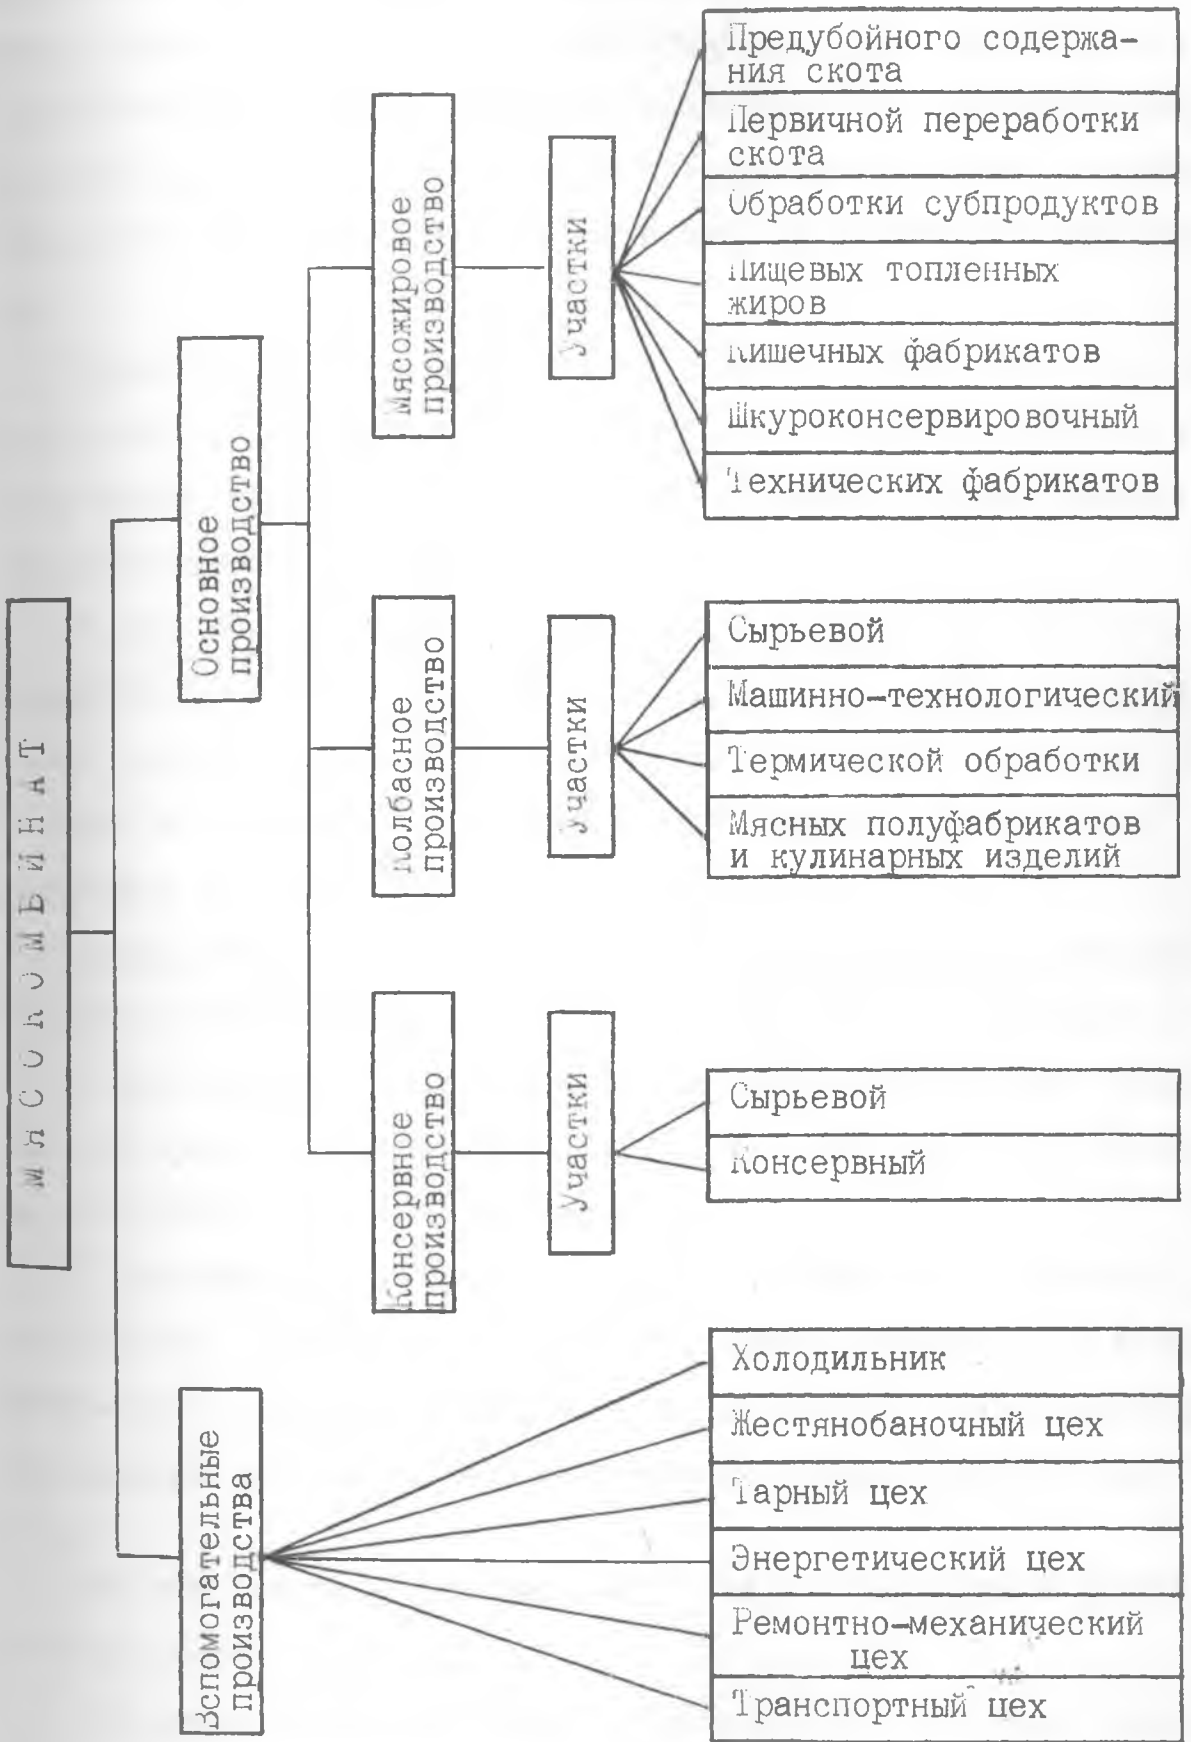 МЯСОКОМБИНАТ
Основное
производство
Вспомогательные
производства
Мясожировое
производство
Колбасное
производство
Консервное
производство
Участки
Предубойного содержа-
ния скота
Первичной переработки
скота
Обработки субпродуктов
Пищевых топленных
жиров
Кишечных фабрикатов
Шкуроконсервировочный
Технических фабрикатов
Участки
Сырьевой
Машинно-технологический
Термической обработки
Мясных полуфабрикатов
и кулинарных изделий
Участки
Сырьевой
Консервный
Холодильник
Жестянобаночный цех
Тарный цех
Энергетический цех
Ремонтно-механический
цех
Транспортный цех